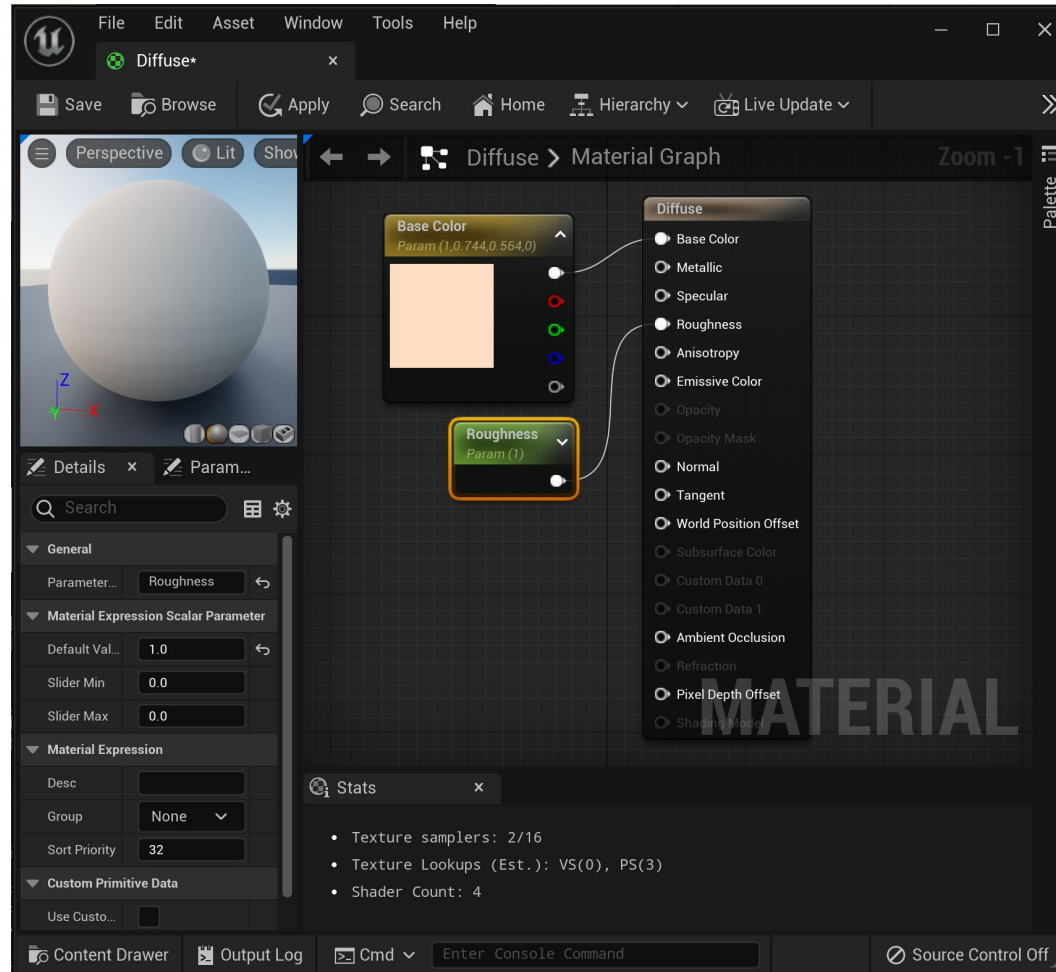 File Edit Asset Window Tools Help
Diffuse*
Save Browse Apply Search Home Hierarchy Live Update
Perspective Lit Show
Diffuse > Material Graph
Zoom -1
Palette
Base Color
Param (1,0.744,0.564,0)
Roughness
Param (1)
Diffuse
Base Color
Metallic
Specular
Roughness
Anisotropy
Emissive Color
Opacity
Opacity Mask
Normal
Tangent
World Position Offset
Subsurface Color
Custom Data 0
Custom Data 1
Ambient Occlusion
Refraction
Pixel Depth Offset
Shading Model
MATERIAL
Z
Y X
Details Param...
Search
General
Parameter... Roughness
Material Expression Scalar Parameter
Default Val... 1.0
Slider Min 0.0
Slider Max 0.0
Material Expression
Desc
Group None
Sort Priority 32
Custom Primitive Data
Use Custo...
Stats
• Texture samplers: 2/16
• Texture Lookups (Est.): VS(0), PS(3)
• Shader Count: 4
Content Drawer Output Log Cmd Enter Console Command Source Control Off